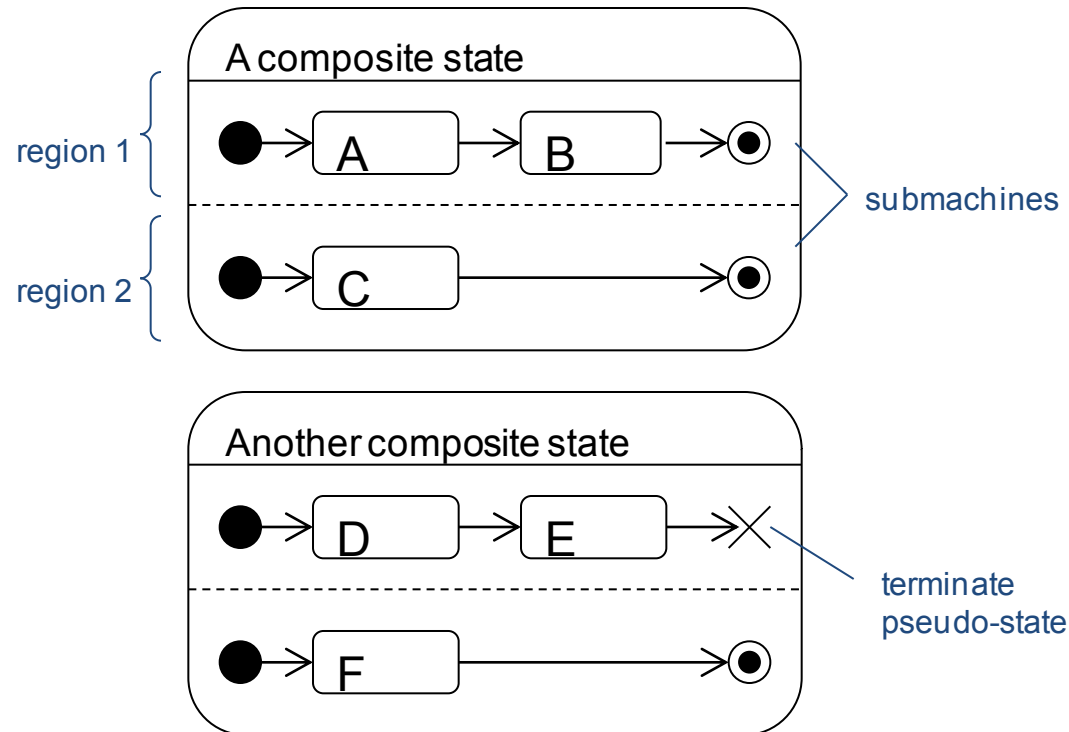 A composite state
region 1
A
B
submachines
region 2
C
Another composite state
D
E
terminate
pseudo-state
F